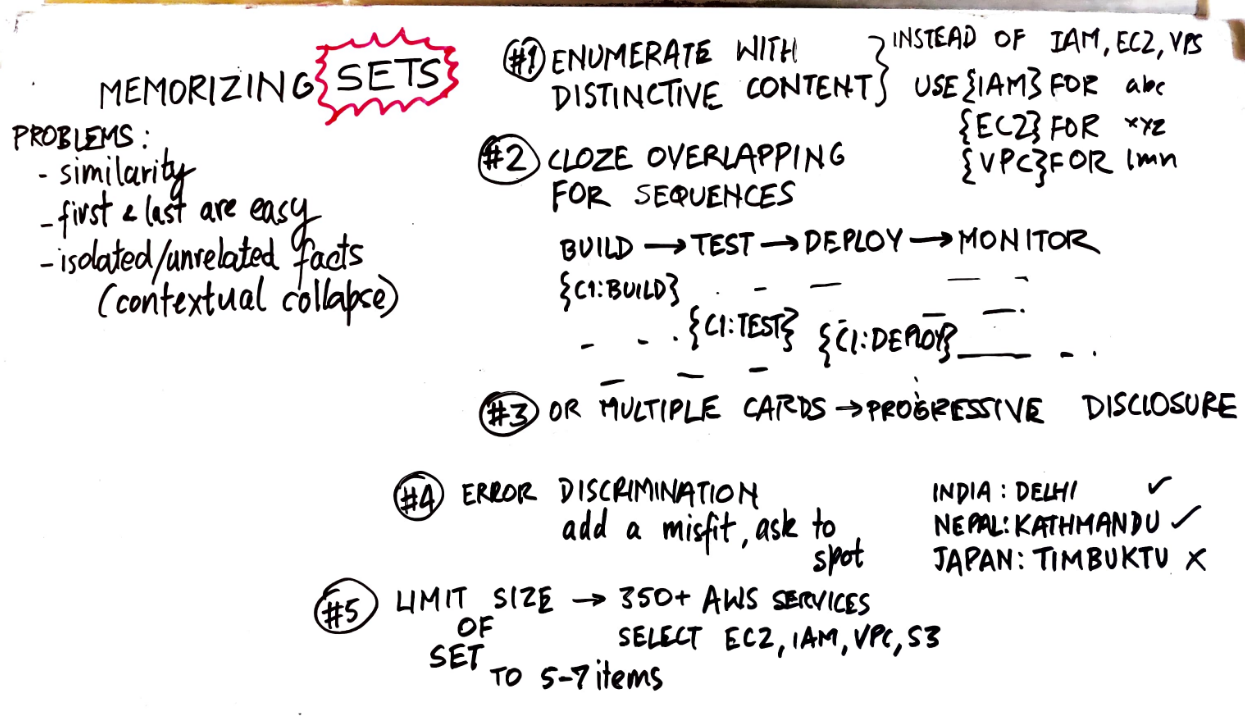 MEMORIZING SETS
PROBLEMS:
- similarity
- first & last are easy
- isolated/unrelated facts
(contextual collapse)
#1 ENUMERATE WITH
DISTINCTIVE CONTENT
INSTEAD OF IAM, EC2, VPS
USE {IAM} FOR abc
{EC2} FOR xyz
{VPC} FOR lmn
#2 CLOZE OVERLAPPING
FOR SEQUENCES
BUILD → TEST → DEPLOY → MONITOR
{C1:BUILD}
{C1:TEST} {C1:DEPLOY}
#3 OR MULTIPLE CARDS → PROGRESSIVE DISCLOSURE
#4 ERROR DISCRIMINATION
add a misfit, ask to
spot
INDIA: DELHI ✓
NEPAL: KATHMANDU ✓
JAPAN: TIMBUKTU X
#5 LIMIT SIZE → 350+ AWS SERVICES
OF
SELECT EC2, IAM, VPC, S3
SET
TO 5-7 items